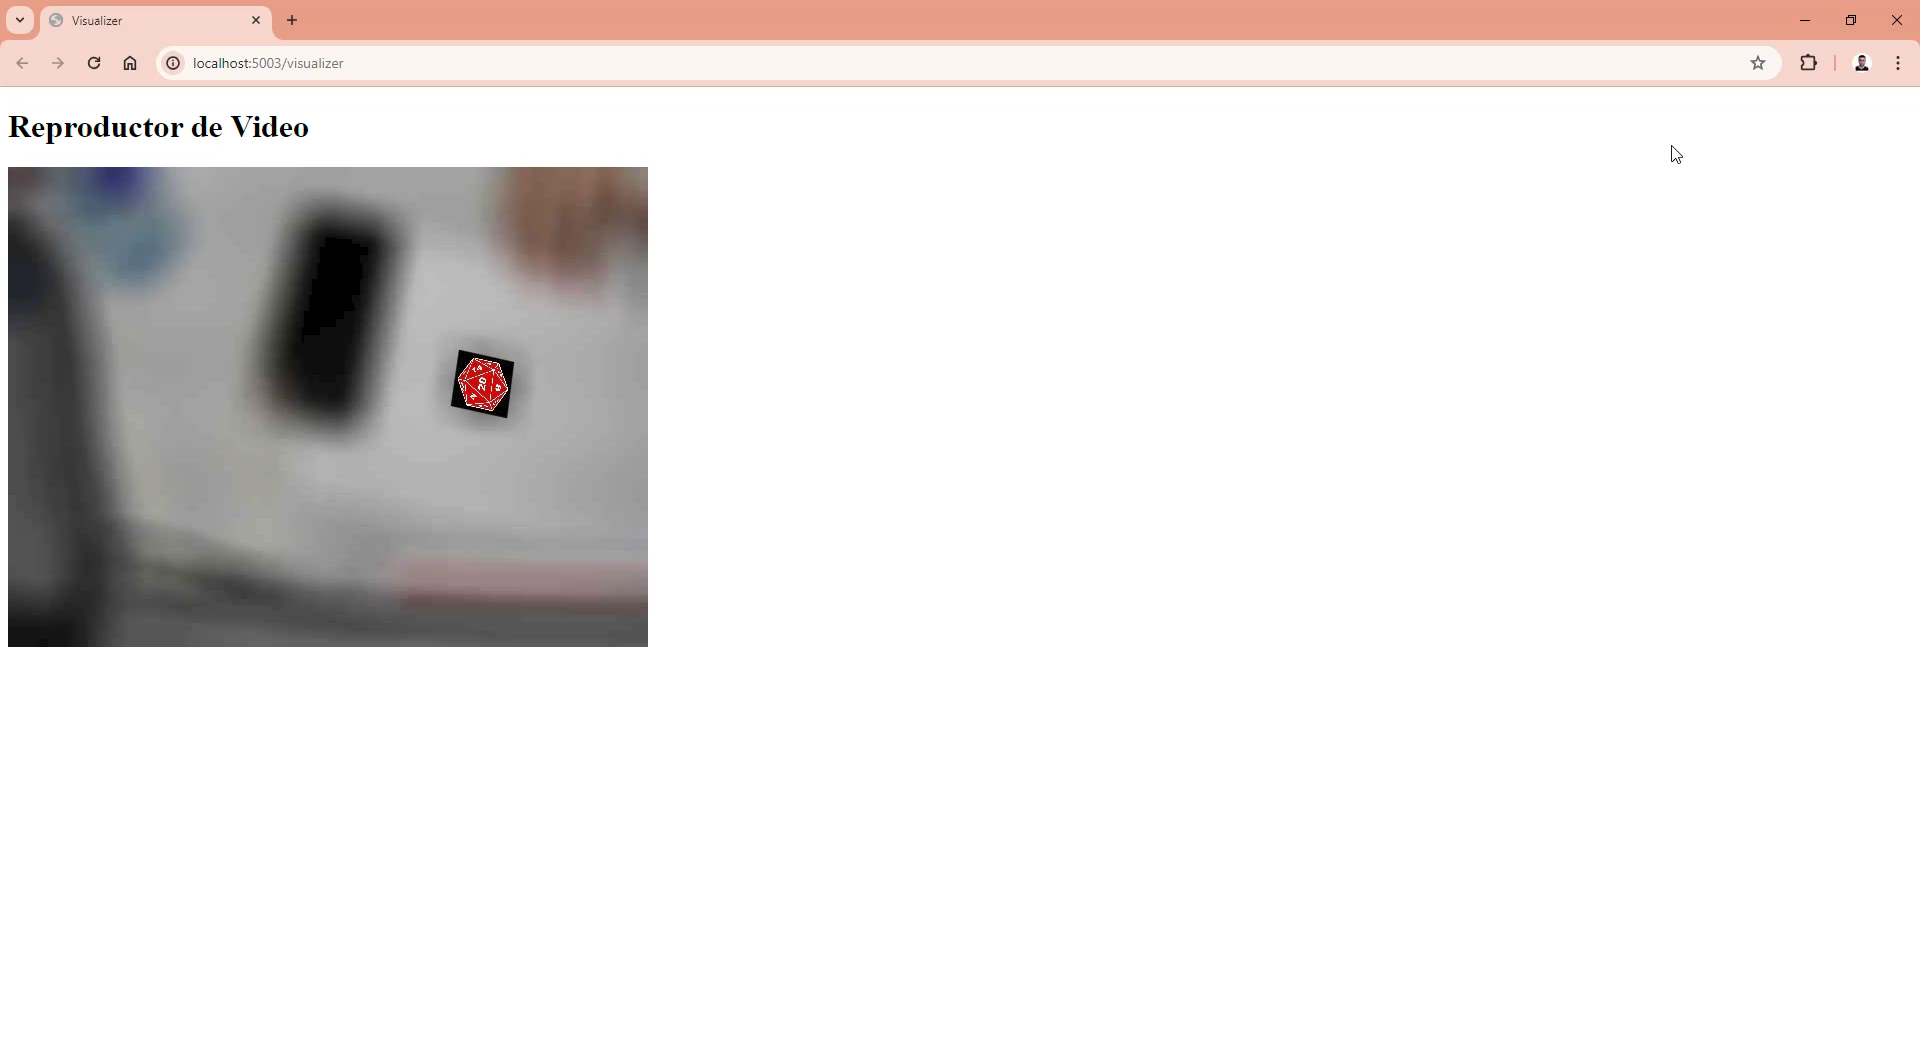 Visualizer
localhost:5003/visualizer
Reproductor de Video
20